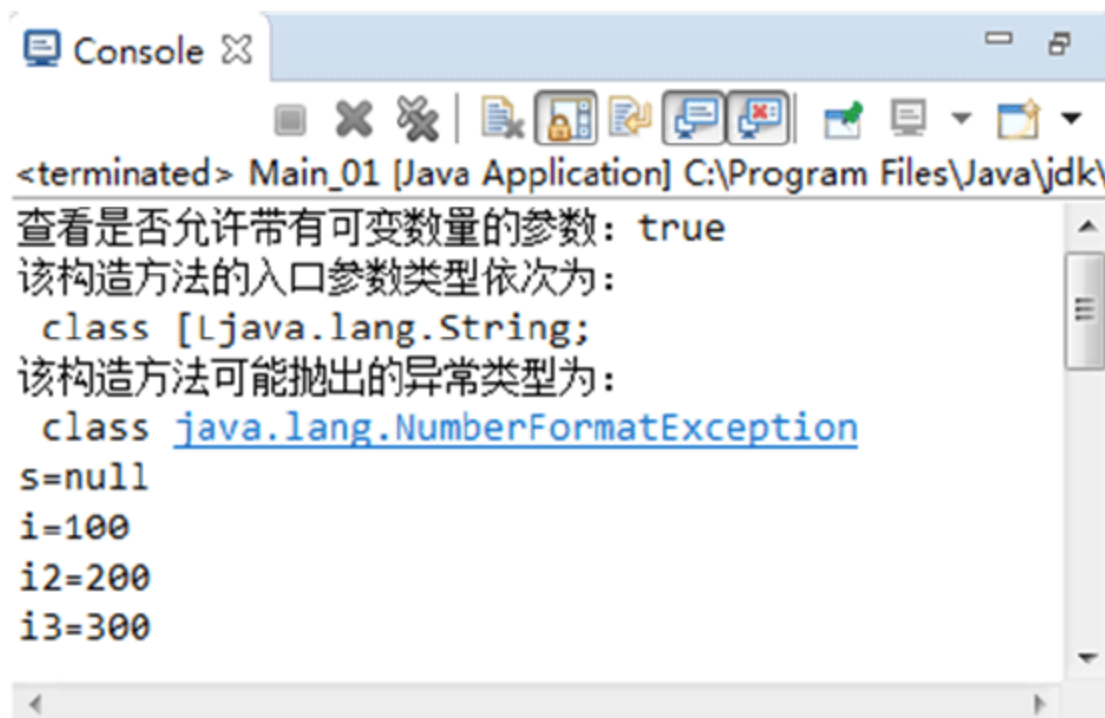 Console
<terminated> Main_01 [Java Application] C:\Program Files\Java\jdk\
查看是否允许带有可变数量的参数：true
该构造方法的入口参数类型依次为：
class [Ljava.lang.String;
该构造方法可能抛出的异常类型为：
class java.lang.NumberFormatException
s=null
i=100
i2=200
i3=300